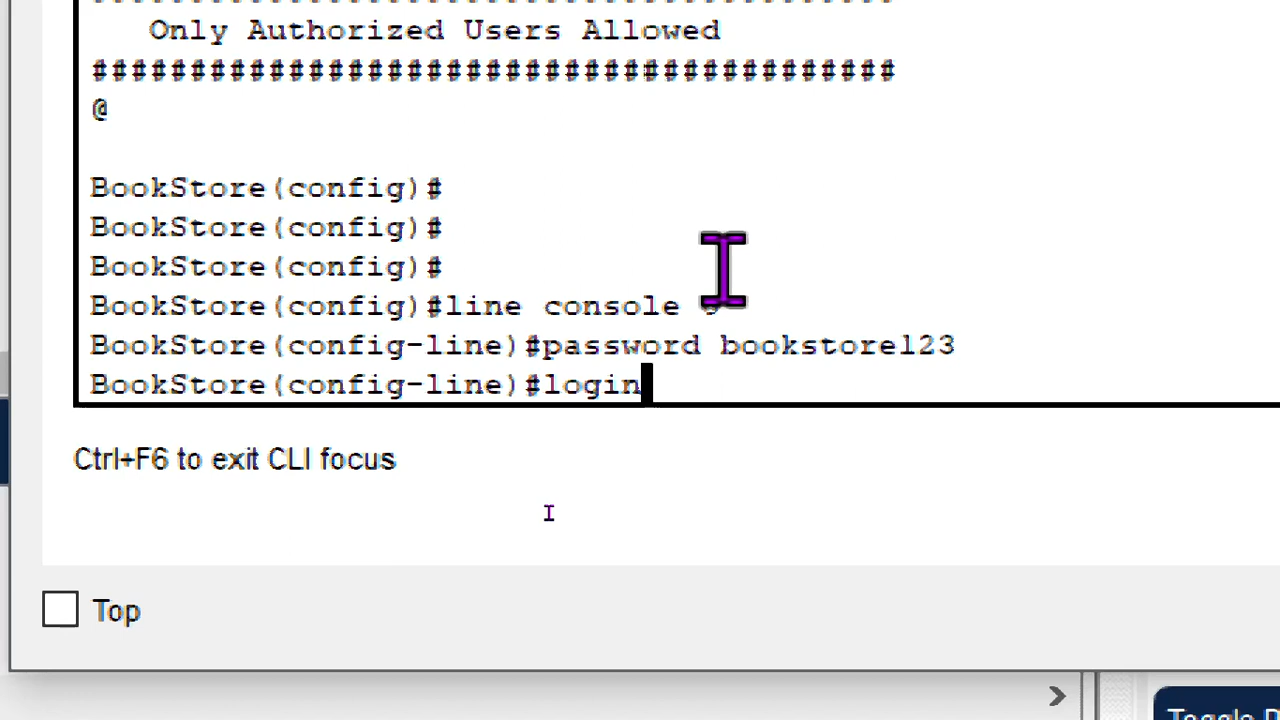 Only Authorized Users Allowed
#########################################
@
BookStore(config)#
BookStore(config)#
BookStore(config)#
BookStore(config)#line console
BookStore(config-line)#password bookstore123
BookStore(config-line)#login
Ctrl+F6 to exit CLI focus
Top